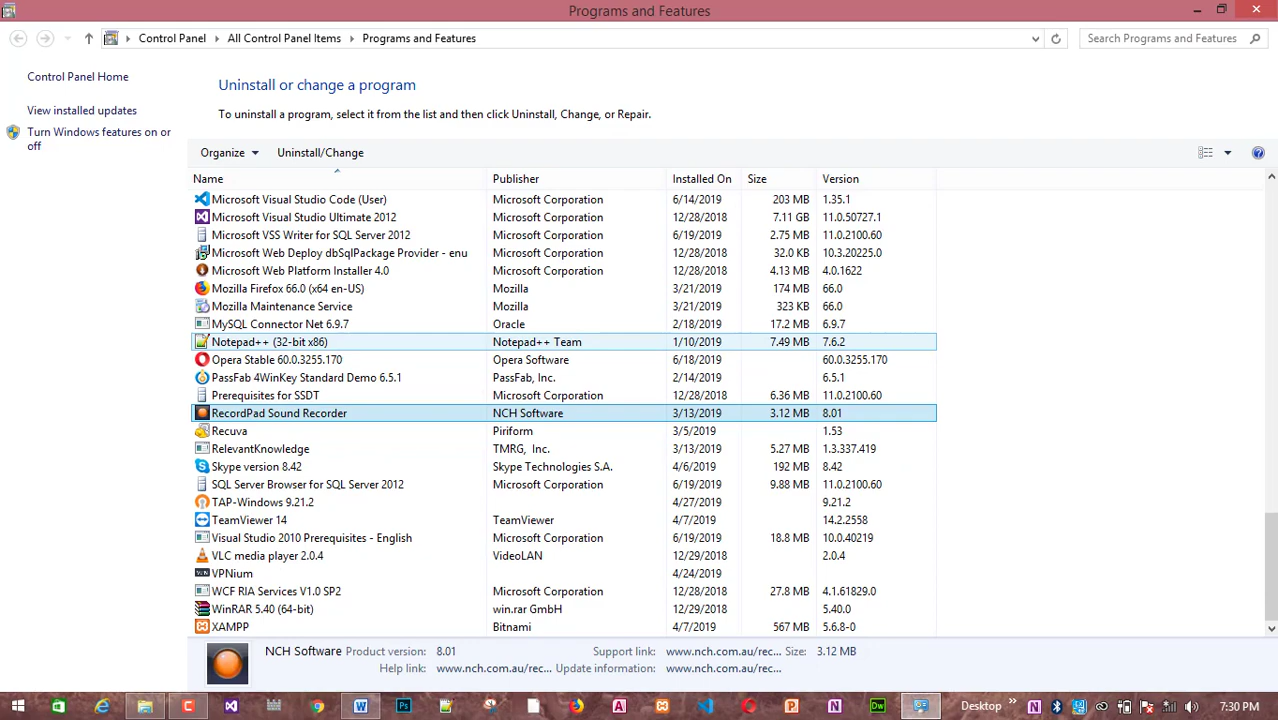 Programs and Features
Control Panel All Control Panel Items Programs and Features Search Programs and Features
Control Panel Home
View installed updates
Turn Windows features on or
off
Uninstall or change a program
To uninstall a program, select it from the list and then click Uninstall, Change, or Repair.
Organize Uninstall/Change
Name Publisher Installed On Size Version
Microsoft Visual Studio Code (User) Microsoft Corporation 6/14/2019 203 MB 1.35.1
Microsoft Visual Studio Ultimate 2012 Microsoft Corporation 12/28/2018 7.11 GB 11.0.50727.1
Microsoft VSS Writer for SQL Server 2012 Microsoft Corporation 6/19/2019 2.75 MB 11.0.2100.60
Microsoft Web Deploy dbSqlPackage Provider - enu Microsoft Corporation 12/28/2018 32.0 KB 10.3.20225.0
Microsoft Web Platform Installer 4.0 Microsoft Corporation 12/28/2018 4.13 MB 4.0.1622
Mozilla Firefox 66.0 (x64 en-US) Mozilla 3/21/2019 174 MB 66.0
Mozilla Maintenance Service Mozilla 3/21/2019 323 KB 66.0
MySQL Connector Net 6.9.7 Oracle 2/18/2019 17.2 MB 6.9.7
Notepad++ (32-bit x86) Notepad++ Team 1/10/2019 7.49 MB 7.6.2
Opera Stable 60.0.3255.170 Opera Software 6/18/2019 60.0.3255.170
PassFab 4WinKey Standard Demo 6.5.1 PassFab, Inc. 2/14/2019 6.5.1
Prerequisites for SSDT Microsoft Corporation 12/28/2018 6.36 MB 11.0.2100.60
RecordPad Sound Recorder NCH Software 3/13/2019 3.12 MB 8.01
Recuva Piriform 3/5/2019 1.53
RelevantKnowledge TMRG, Inc. 3/13/2019 5.27 MB 1.3.337.419
Skype version 8.42 Skype Technologies S.A. 4/6/2019 192 MB 8.42
SQL Server Browser for SQL Server 2012 Microsoft Corporation 6/19/2019 9.88 MB 11.0.2100.60
TAP-Windows 9.21.2 4/27/2019 9.21.2
TeamViewer 14 TeamViewer 4/7/2019 14.2.2558
Visual Studio 2010 Prerequisites - English Microsoft Corporation 6/19/2019 18.8 MB 10.0.40219
VLC media player 2.0.4 VideoLAN 12/29/2018 2.0.4
VPNium 4/24/2019
WCF RIA Services V1.0 SP2 Microsoft Corporation 12/28/2018 27.8 MB 4.1.61829.0
WinRAR 5.40 (64-bit) win.rar GmbH 12/29/2018 5.40.0
XAMPP Bitnami 4/7/2019 567 MB 5.6.8-0
NCH Software Product version: 8.01 Support link: www.nch.com.au/rec... Size: 3.12 MB
Help link: www.nch.com.au/rec... Update information: www.nch.com.au/rec...
Desktop 7:30 PM